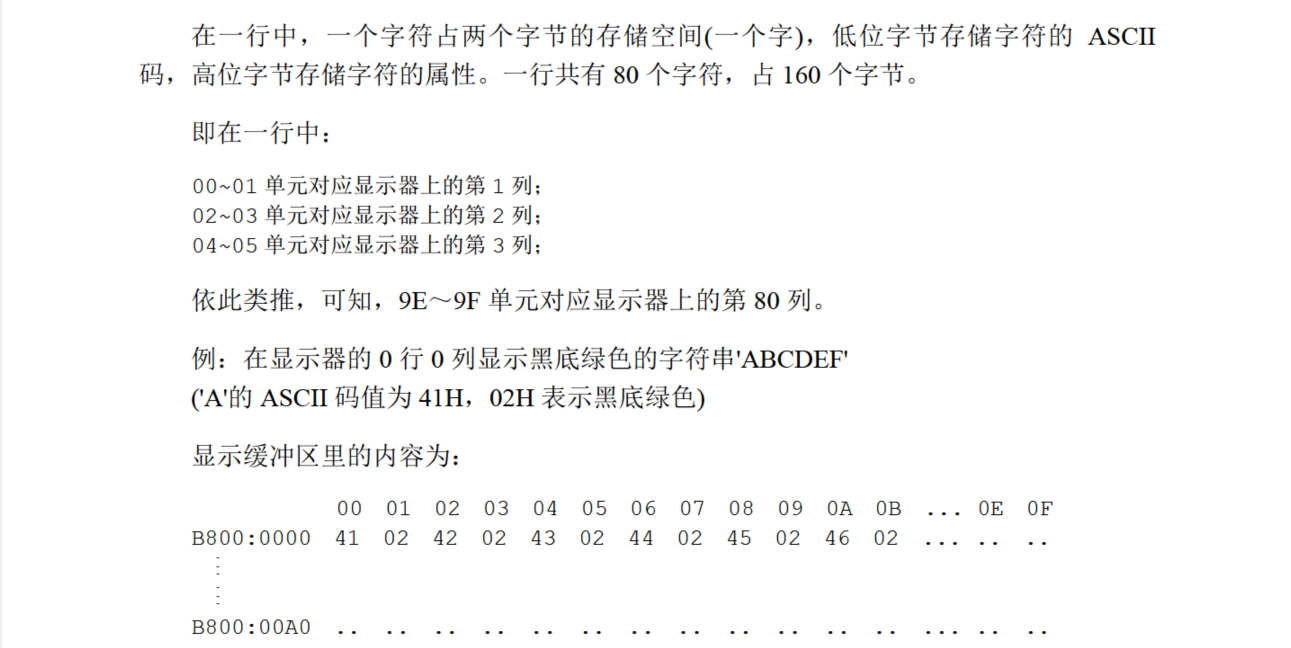 在一行中，一个字符占两个字节的存储空间(一个字)，低位字节存储字符的 ASCII
码，高位字节存储字符的属性。一行共有 80 个字符，占 160 个字节。
即在一行中：
00~01 单元对应显示器上的第 1 列；
02~03 单元对应显示器上的第 2 列；
04~05 单元对应显示器上的第 3 列；
依此类推，可知，9E～9F 单元对应显示器上的第 80 列。
例：在显示器的 0 行 0 列显示黑底绿色的字符串'ABCDEF'
('A'的 ASCII 码值为 41H，02H 表示黑底绿色)
显示缓冲区里的内容为：
00 01 02 03 04 05 06 07 08 09 0A 0B ... 0E 0F
B800:0000 41 02 42 02 43 02 44 02 45 02 46 02 ... .. ..
⋮
⋮
B800:00A0 .. .. .. .. .. .. .. .. .. .. .. .. ... .. ..